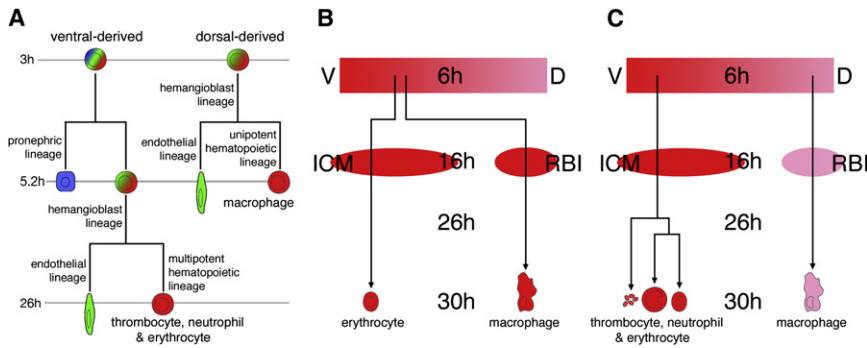 A
ventral-derived
dorsal-derived
3h
hemangioblast
lineage
pronephric
lineage
endothelial
lineage
unipotent
hematopoietic
lineage
5.2h
macrophage
hemangioblast
lineage
endothelial
lineage
multipotent
hematopoietic
lineage
26h
thrombocyte, neutrophil
& erythrocyte
B
V
6h
D
ICM
16h
RBI
26h
30h
erythrocyte
macrophage
C
V
6h
D
ICM
16h
RBI
26h
30h
thrombocyte, neutrophil
& erythrocyte
macrophage